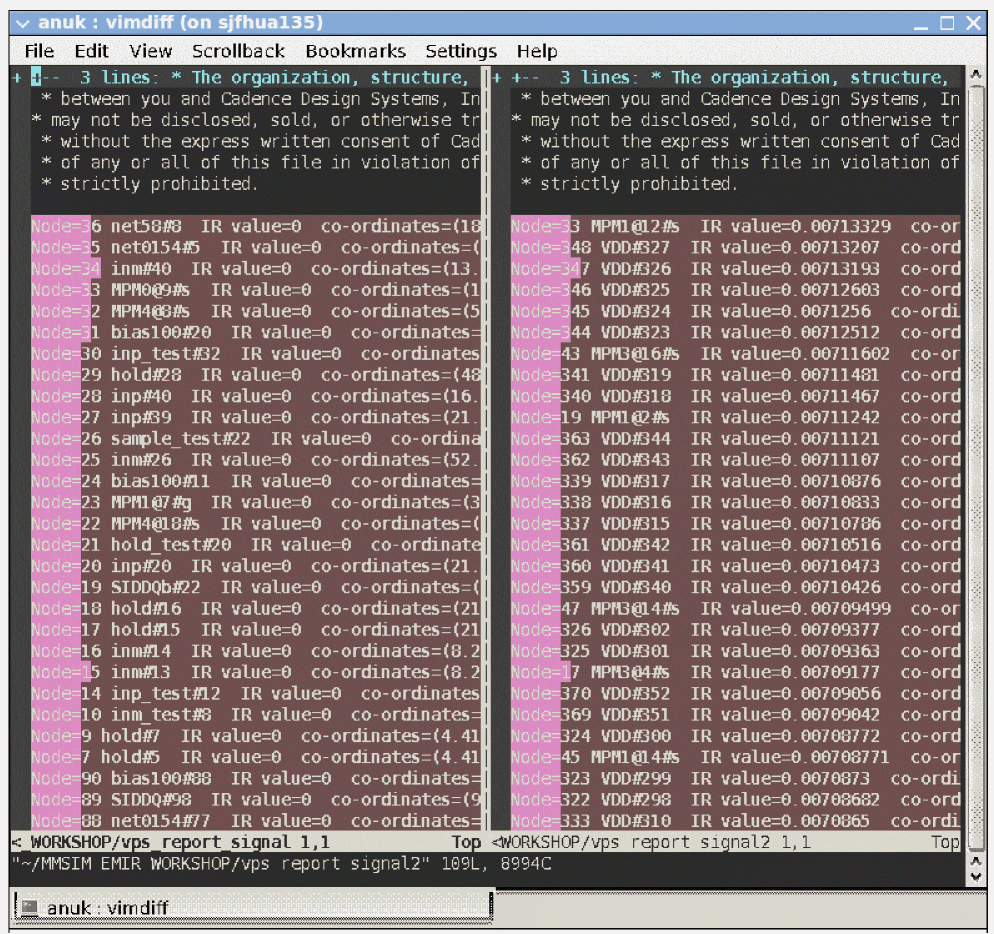 anuk : vimdiff (on sjfhua135)
File Edit View Scrollback Bookmarks Settings Help
+ +-- 3 lines: * The organization, structure,
* between you and Cadence Design Systems, In
* may not be disclosed, sold, or otherwise tr
* without the express written consent of Cad
* of any or all of this file in violation of
* strictly prohibited.
Node=36 net58#8 IR value=0 co-ordinates=(18
Node=35 net0154#5 IR value=0 co-ordinates=(
Node=34 inm#40 IR value=0 co-ordinates=(13.
Node=33 MPM0@9#s IR value=0 co-ordinates=(1
Node=32 MPM4@8#s IR value=0 co-ordinates=(5
Node=31 bias100#20 IR value=0 co-ordinates=
Node=30 inp_test#32 IR value=0 co-ordinates
Node=29 hold#28 IR value=0 co-ordinates=(48
Node=28 inp#40 IR value=0 co-ordinates=(16.
Node=27 inp#39 IR value=0 co-ordinates=(21.
Node=26 sample_test#22 IR value=0 co-ordina
Node=25 inm#26 IR value=0 co-ordinates=(52.
Node=24 bias100#11 IR value=0 co-ordinates=
Node=23 MPM1@7#g IR value=0 co-ordinates=(3
Node=22 MPM4@18#s IR value=0 co-ordinates=(
Node=21 hold_test#20 IR value=0 co-ordinate
Node=20 inp#20 IR value=0 co-ordinates=(21.
Node=19 SIDDQb#22 IR value=0 co-ordinates=(
Node=18 hold#16 IR value=0 co-ordinates=(21
Node=17 hold#15 IR value=0 co-ordinates=(21
Node=16 inm#14 IR value=0 co-ordinates=(8.2
Node=15 inm#13 IR value=0 co-ordinates=(8.2
Node=14 inp_test#12 IR value=0 co-ordinates
Node=10 inm_test#8 IR value=0 co-ordinates=
Node=9 hold#7 IR value=0 co-ordinates=(4.41
Node=7 hold#5 IR value=0 co-ordinates=(4.41
Node=90 bias100#88 IR value=0 co-ordinates=
Node=89 SIDDQ#98 IR value=0 co-ordinates=(9
Node=88 net0154#77 IR value=0 co-ordinates=
<_WORKSHOP/vps_report_signal 1,1 Top
+ +-- 3 lines: * The organization, structure,
* between you and Cadence Design Systems, In
* may not be disclosed, sold, or otherwise tr
* without the express written consent of Cad
* of any or all of this file in violation of
* strictly prohibited.
Node=33 MPM1@12#s IR value=0.00713329 co-or
Node=348 VDD#327 IR value=0.00713207 co-ord
Node=347 VDD#326 IR value=0.00713193 co-ord
Node=346 VDD#325 IR value=0.00712603 co-ord
Node=345 VDD#324 IR value=0.0071256 co-ordi
Node=344 VDD#323 IR value=0.00712512 co-ord
Node=43 MPM3@16#s IR value=0.00711602 co-or
Node=341 VDD#319 IR value=0.00711481 co-ord
Node=340 VDD#318 IR value=0.00711467 co-ord
Node=19 MPM1@2#s IR value=0.00711242 co-ord
Node=363 VDD#344 IR value=0.00711121 co-ord
Node=362 VDD#343 IR value=0.00711107 co-ord
Node=339 VDD#317 IR value=0.00710876 co-ord
Node=338 VDD#316 IR value=0.00710833 co-ord
Node=337 VDD#315 IR value=0.00710786 co-ord
Node=361 VDD#342 IR value=0.00710516 co-ord
Node=360 VDD#341 IR value=0.00710473 co-ord
Node=359 VDD#340 IR value=0.00710426 co-ord
Node=47 MPM3@14#s IR value=0.00709499 co-or
Node=326 VDD#302 IR value=0.00709377 co-ord
Node=325 VDD#301 IR value=0.00709363 co-ord
Node=17 MPM3@4#s IR value=0.00709177 co-ord
Node=370 VDD#352 IR value=0.00709056 co-ord
Node=369 VDD#351 IR value=0.00709042 co-ord
Node=324 VDD#300 IR value=0.00708772 co-ord
Node=45 MPM1@14#s IR value=0.00708771 co-or
Node=323 VDD#299 IR value=0.0070873 co-ordi
Node=322 VDD#298 IR value=0.00708682 co-ord
Node=333 VDD#310 IR value=0.0070865 co-ordi
<WORKSHOP/vps report signal2 1,1 Top
"~/MMSIM EMIR WORKSHOP/vps report signal2" 109L, 8994C
anuk : vimdiff